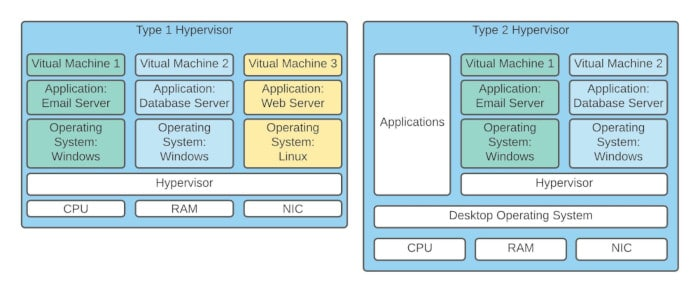 Type 1 Hypervisor
Vitual Machine 1
Vitual Machine 2
Vitual Machine 3
Application:
Email Server
Application:
Database Server
Application:
Web Server
Operating
System:
Windows
Operating
System:
Windows
Operating
System:
Linux
Hypervisor
CPU
RAM
NIC
Type 2 Hypervisor
Applications
Vitual Machine 1
Vitual Machine 2
Application:
Email Server
Application:
Database Server
Operating
System:
Windows
Operating
System:
Windows
Hypervisor
Desktop Operating System
CPU
RAM
NIC